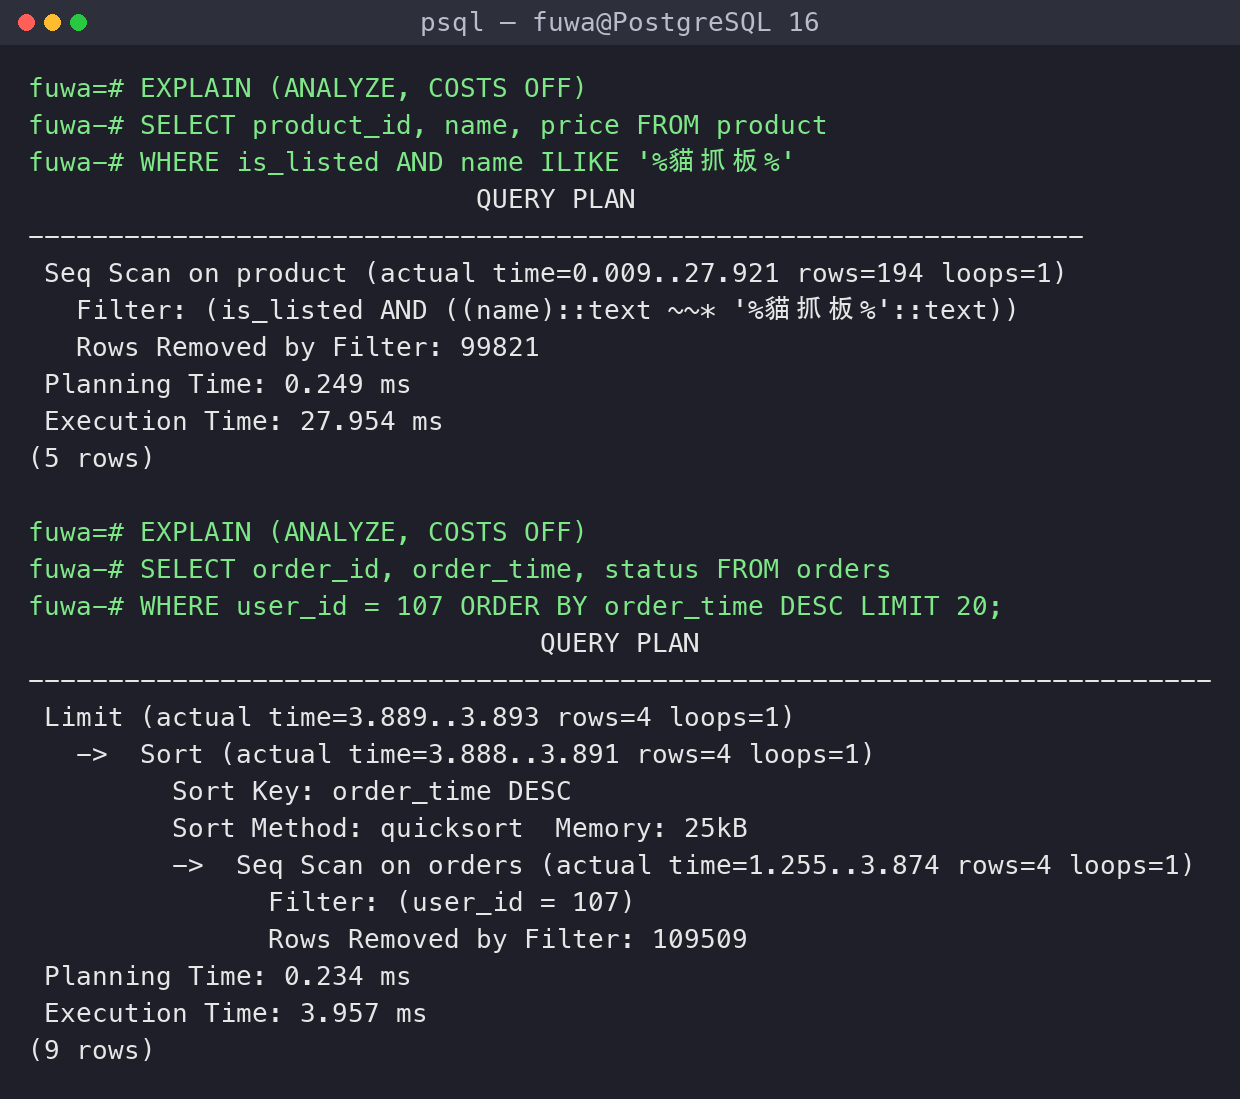 psql — fuwa@PostgreSQL 16
fuwa=# EXPLAIN (ANALYZE, COSTS OFF)
fuwa-# SELECT product_id, name, price FROM product
fuwa-# WHERE is_listed AND name ILIKE '%貓抓板%'
                            QUERY PLAN
------------------------------------------------------------------
 Seq Scan on product (actual time=0.009..27.921 rows=194 loops=1)
   Filter: (is_listed AND ((name)::text ~~* '%貓抓板%'::text))
   Rows Removed by Filter: 99821
 Planning Time: 0.249 ms
 Execution Time: 27.954 ms
(5 rows)
fuwa=# EXPLAIN (ANALYZE, COSTS OFF)
fuwa-# SELECT order_id, order_time, status FROM orders
fuwa-# WHERE user_id = 107 ORDER BY order_time DESC LIMIT 20;
                                QUERY PLAN
--------------------------------------------------------------------------
 Limit (actual time=3.889..3.893 rows=4 loops=1)
   ->  Sort (actual time=3.888..3.891 rows=4 loops=1)
         Sort Key: order_time DESC
         Sort Method: quicksort  Memory: 25kB
         ->  Seq Scan on orders (actual time=1.255..3.874 rows=4 loops=1)
               Filter: (user_id = 107)
               Rows Removed by Filter: 109509
 Planning Time: 0.234 ms
 Execution Time: 3.957 ms
(9 rows)